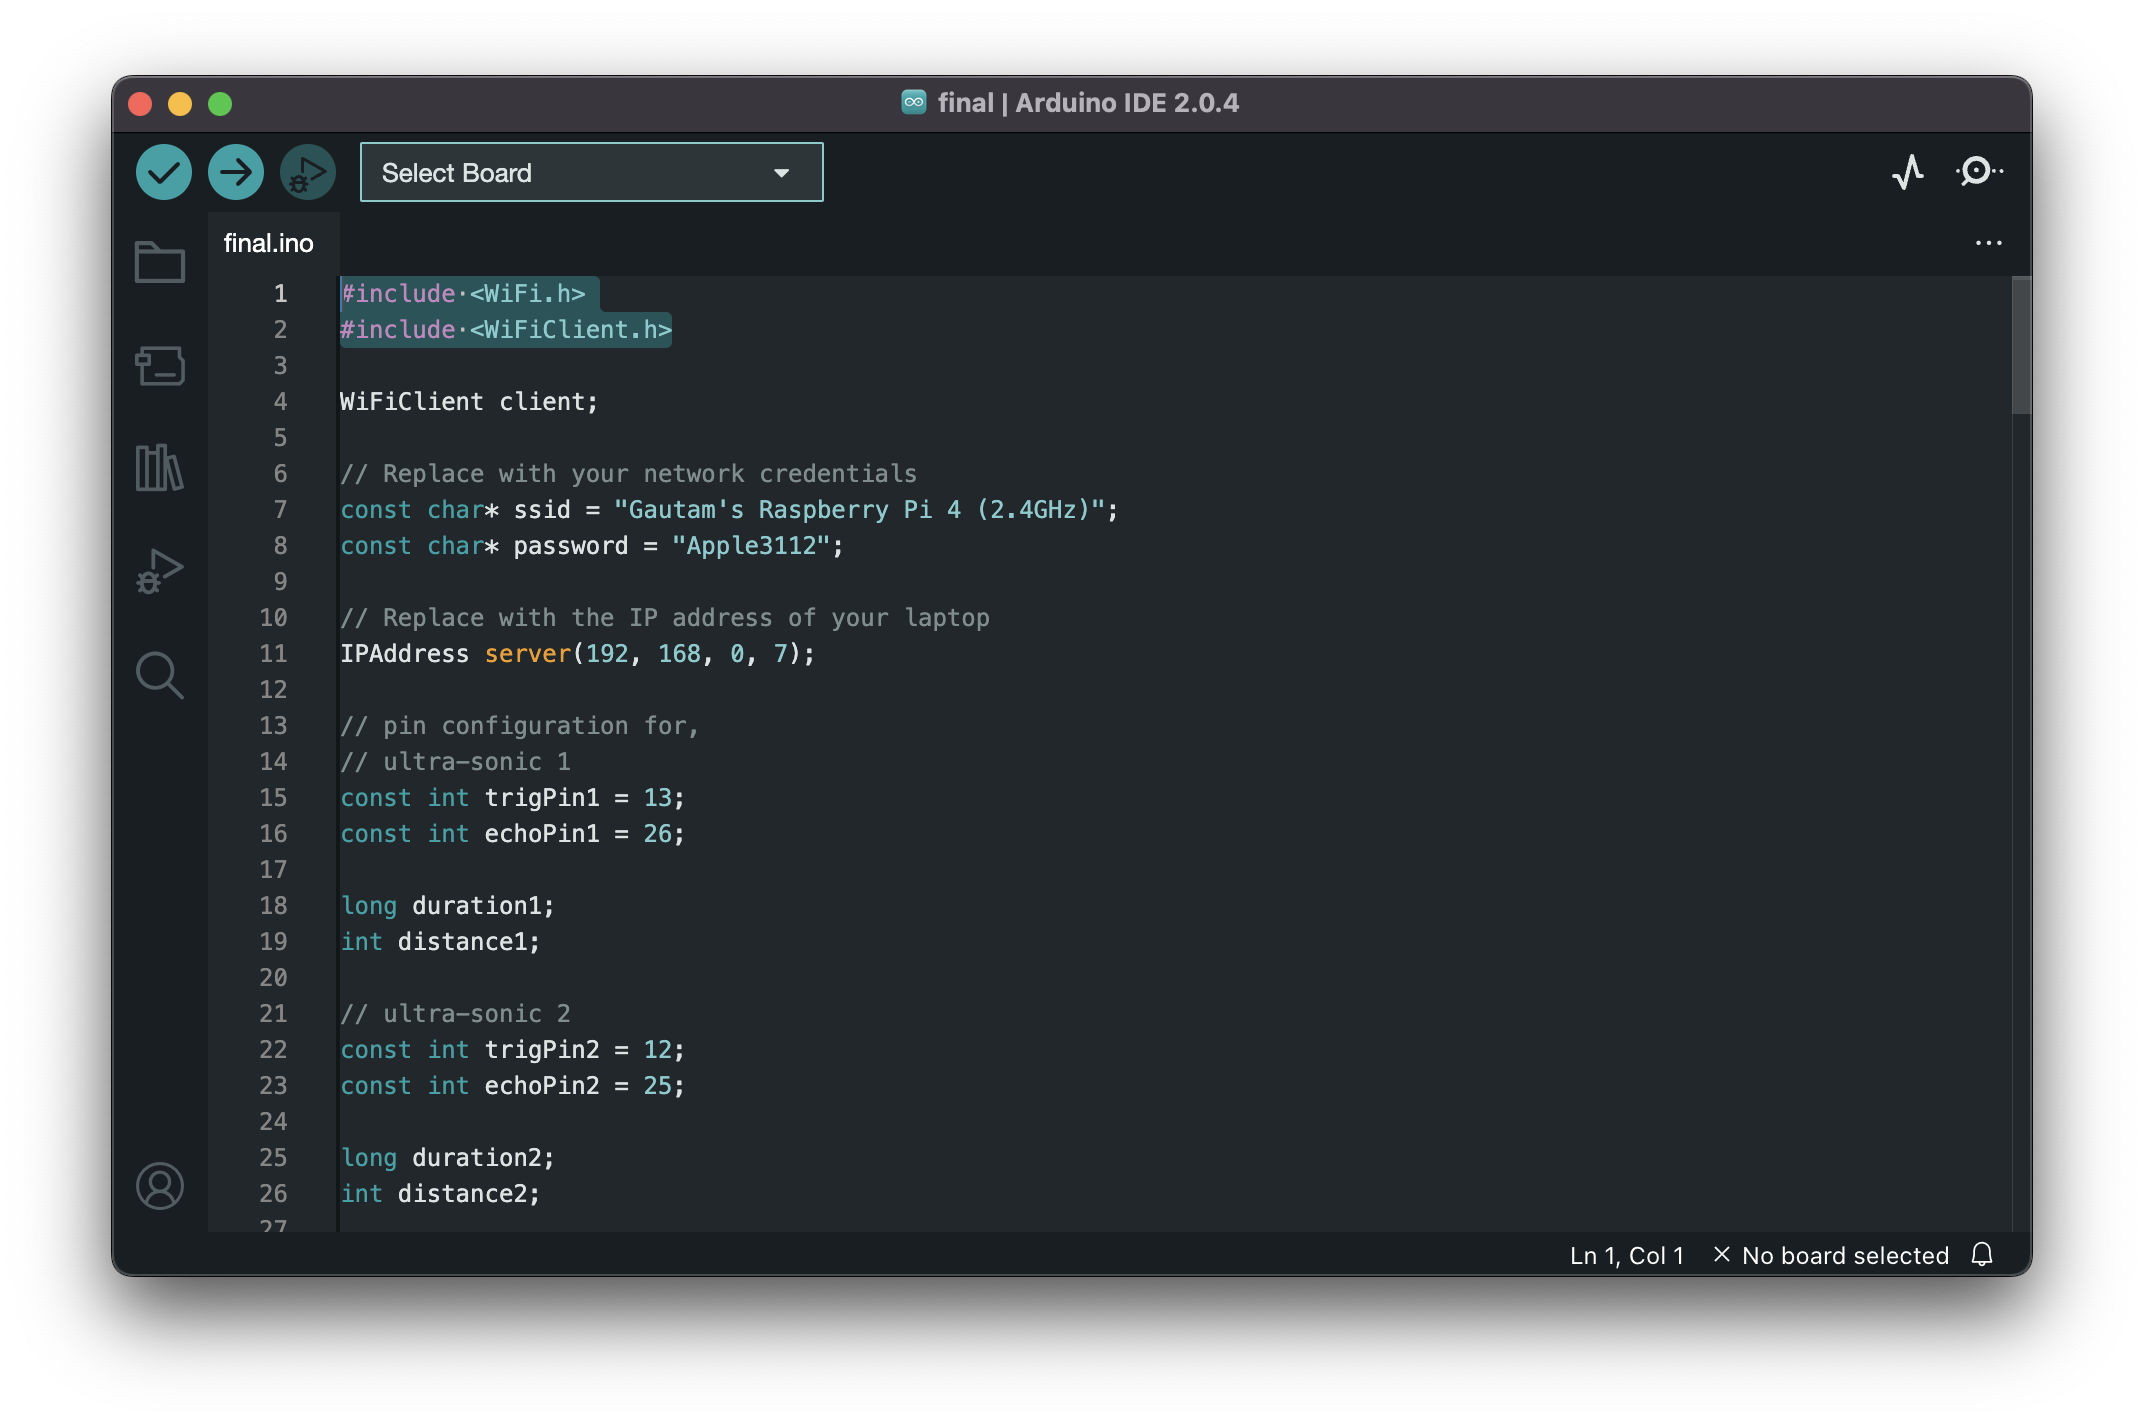 final | Arduino IDE 2.0.4
Select Board
final.ino
...
1 #include·<WiFi.h>
2 #include·<WiFiClient.h>
3
4 WiFiClient client;
5
6 // Replace with your network credentials
7 const char* ssid = "Gautam's Raspberry Pi 4 (2.4GHz)";
8 const char* password = "Apple3112";
9
10 // Replace with the IP address of your laptop
11 IPAddress server(192, 168, 0, 7);
12
13 // pin configuration for,
14 // ultra-sonic 1
15 const int trigPin1 = 13;
16 const int echoPin1 = 26;
17
18 long duration1;
19 int distance1;
20
21 // ultra-sonic 2
22 const int trigPin2 = 12;
23 const int echoPin2 = 25;
24
25 long duration2;
26 int distance2;
27
Ln 1, Col 1 × No board selected